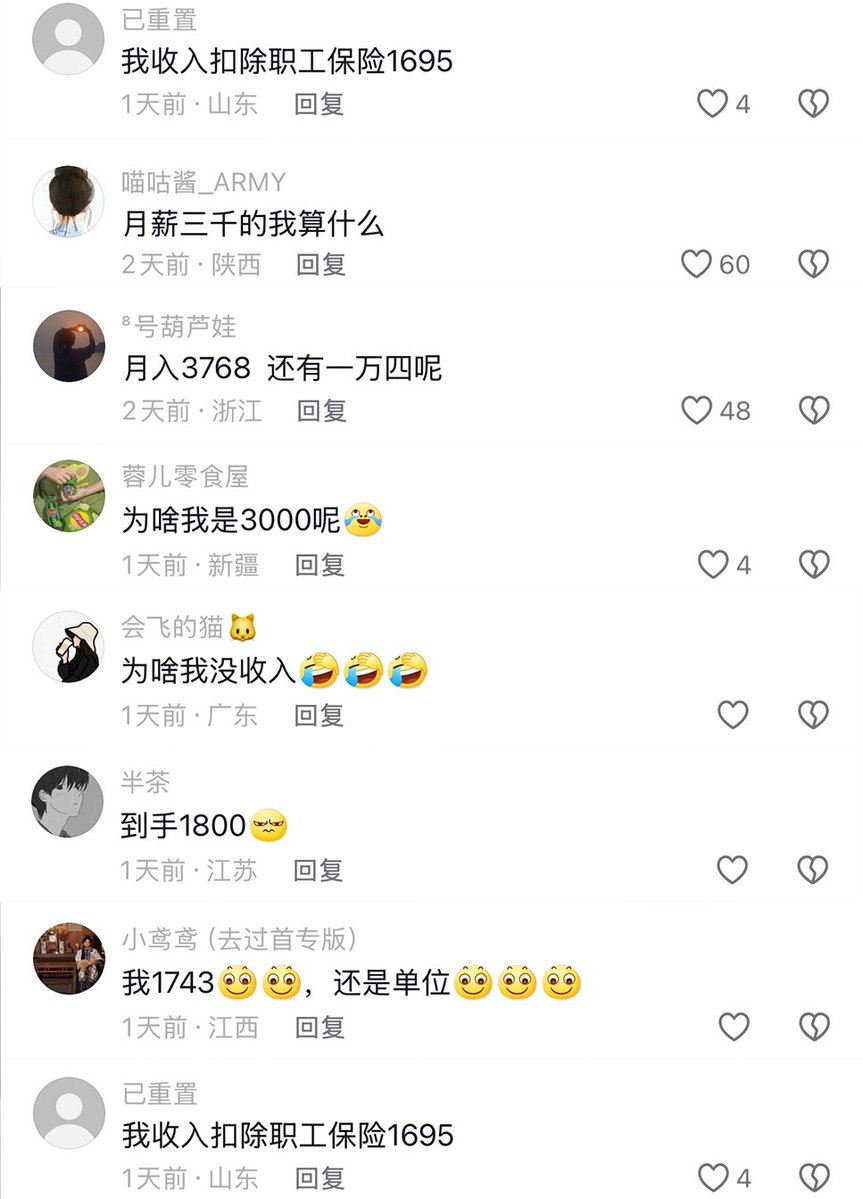 已重置
我收入扣除职工保险1695
1天前 · 山东 回复 4
喵咕酱_ARMY
月薪三千的我算什么
2天前 · 陕西 回复 60
⁸号葫芦娃
月入3768 还有一万四呢
2天前 · 浙江 回复 48
蓉儿零食屋
为啥我是3000呢😂
1天前 · 新疆 回复 4
会飞的猫🐱
为啥我没收入🤣🤣🤣
1天前 · 广东 回复
半茶
到手1800
1天前 · 江苏 回复
小鸢鸢 (去过首专版)
我1743，还是单位
1天前 · 江西 回复
已重置
我收入扣除职工保险1695
1天前 · 山东 回复 4